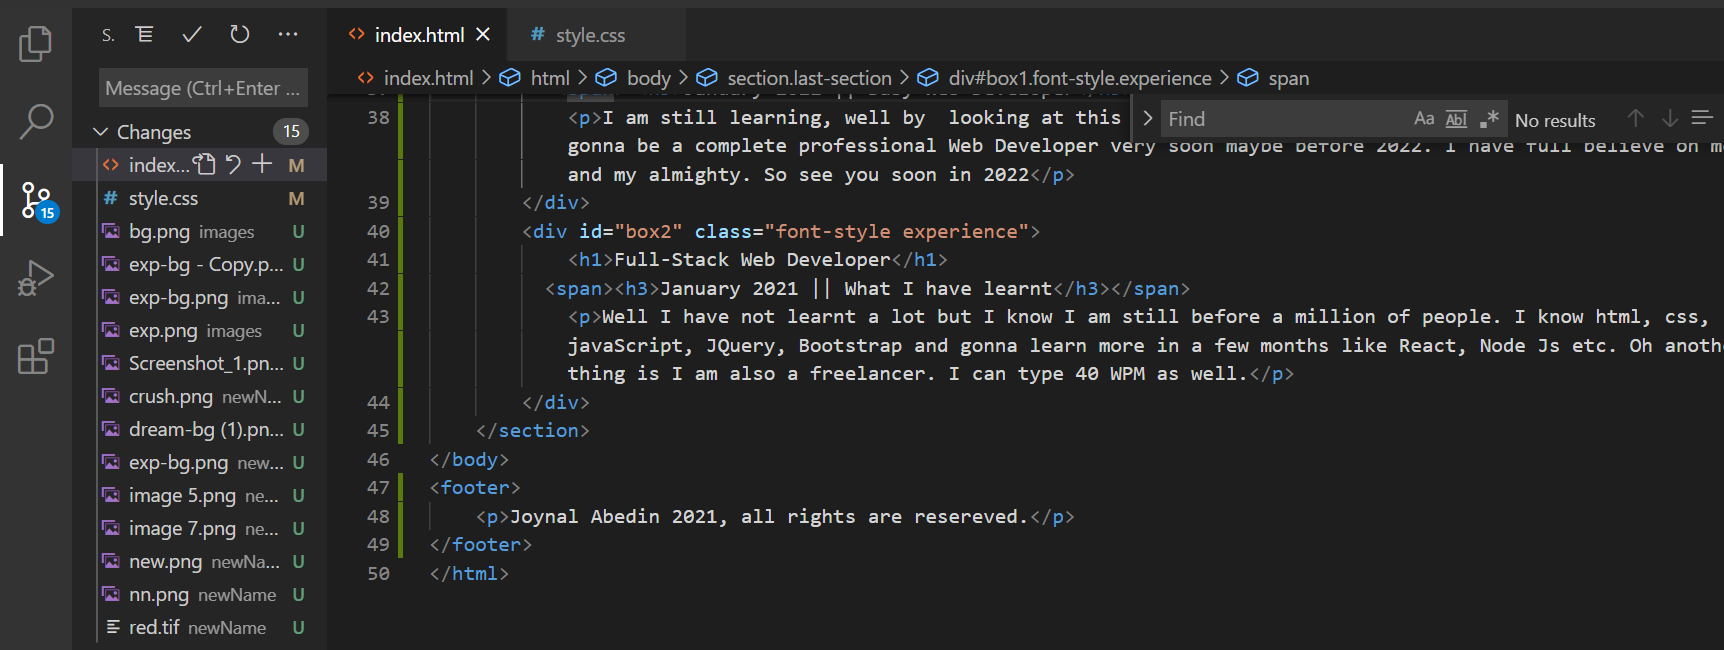 S.
index.html
style.css
index.html > html > body > section.last-section > div#box1.font-style.experience > span
Message (Ctrl+Enter ...
Changes 15
index... M
style.css M
bg.png images U
exp-bg - Copy.p... U
exp-bg.png ima... U
exp.png images U
Screenshot_1.pn... U
crush.png newN... U
dream-bg (1).pn... U
exp-bg.png new... U
image 5.png ne... U
image 7.png ne... U
new.png newNa... U
nn.png newName U
red.tif newName U
15
Find Aa Abl .* No results
38 <p>I am still learning, well by  looking at this
gonna be a complete professional Web Developer very soon maybe before 2022. I have full believe on
and my almighty. So see you soon in 2022</p>
39 </div>
40 <div id="box2" class="font-style experience">
41 <h1>Full-Stack Web Developer</h1>
42 <span><h3>January 2021 || What I have learnt</h3></span>
43 <p>Well I have not learnt a lot but I know I am still before a million of people. I know html, css,
javaScript, JQuery, Bootstrap and gonna learn more in a few months like React, Node Js etc. Oh anoth
thing is I am also a freelancer. I can type 40 WPM as well.</p>
44 </div>
45 </section>
46 </body>
47 <footer>
48 <p>Joynal Abedin 2021, all rights are resereved.</p>
49 </footer>
50 </html>